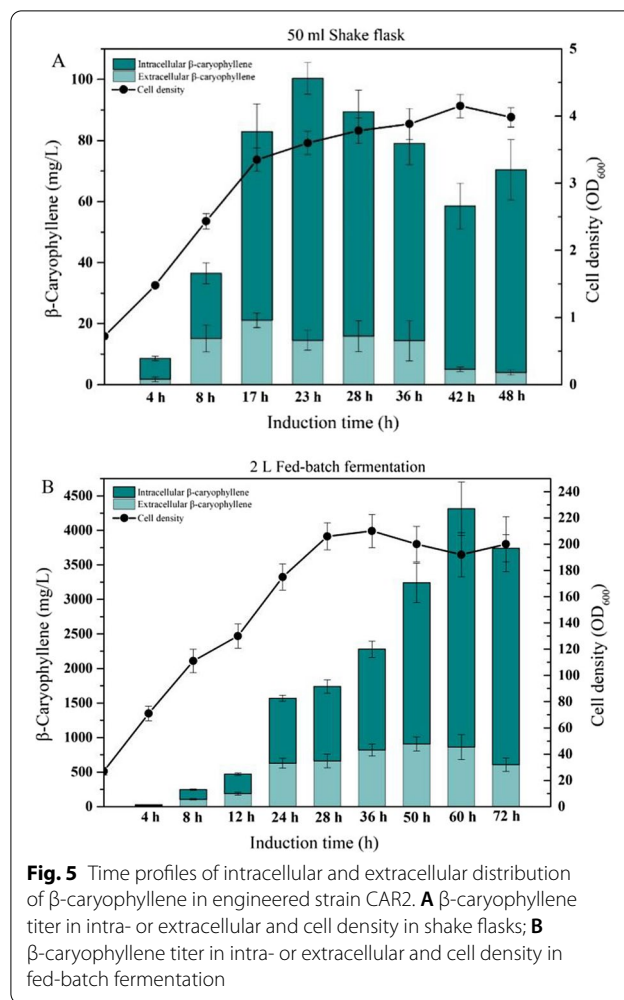 50 ml Shake flask
A
Intracellular β-caryophyllene
Extracellular β-caryophyllene
Cell density
β-Caryophyllene (mg/L)
100
80
60
40
20
0
5
4
3
2
1
0
Cell density (OD600)
4 h 8 h 17 h 23 h 28 h 36 h 42 h 48 h
Induction time (h)
2 L Fed-batch fermentation
B
Intracellular β-caryophyllene
Extracellular β-caryophyllene
Cell density
β-Caryophyllene (mg/L)
4500
4000
3500
3000
2500
2000
1500
1000
500
0
240
220
200
180
160
140
120
100
80
60
40
20
0
Cell density (OD600)
4 h 8 h 12 h 24 h 28 h 36 h 50 h 60 h 72 h
Induction time (h)
Fig. 5 Time profiles of intracellular and extracellular distribution
of β-caryophyllene in engineered strain CAR2. A β-caryophyllene
titer in intra- or extracellular and cell density in shake flasks; B
β-caryophyllene titer in intra- or extracellular and cell density in
fed-batch fermentation